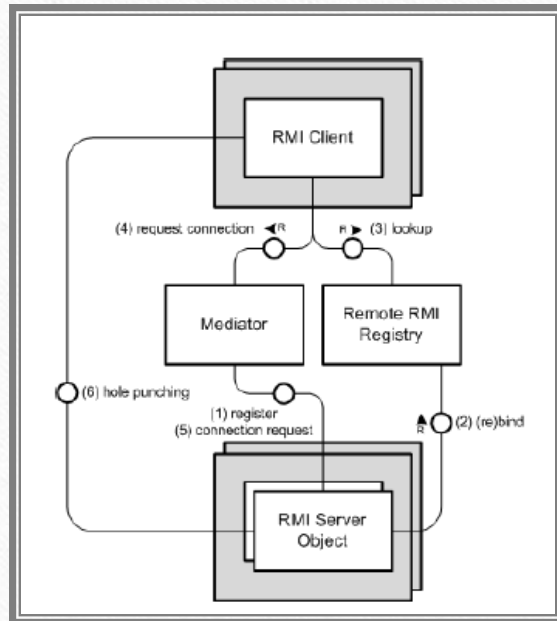 RMI Client
(4) request connection
R
R
(3) lookup
Mediator
Remote RMI
Registry
(6) hole punching
(1) register
(5) connection request
R
(2) (re)bind
RMI Server
Object